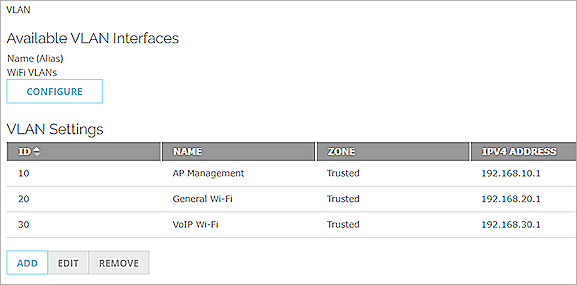 VLAN
Available VLAN Interfaces
Name (Alias)
WiFi VLANs
CONFIGURE
VLAN Settings
ID NAME ZONE IPV4 ADDRESS
10 AP Management Trusted 192.168.10.1
20 General Wi-Fi Trusted 192.168.20.1
30 VoIP Wi-Fi Trusted 192.168.30.1
ADD EDIT REMOVE